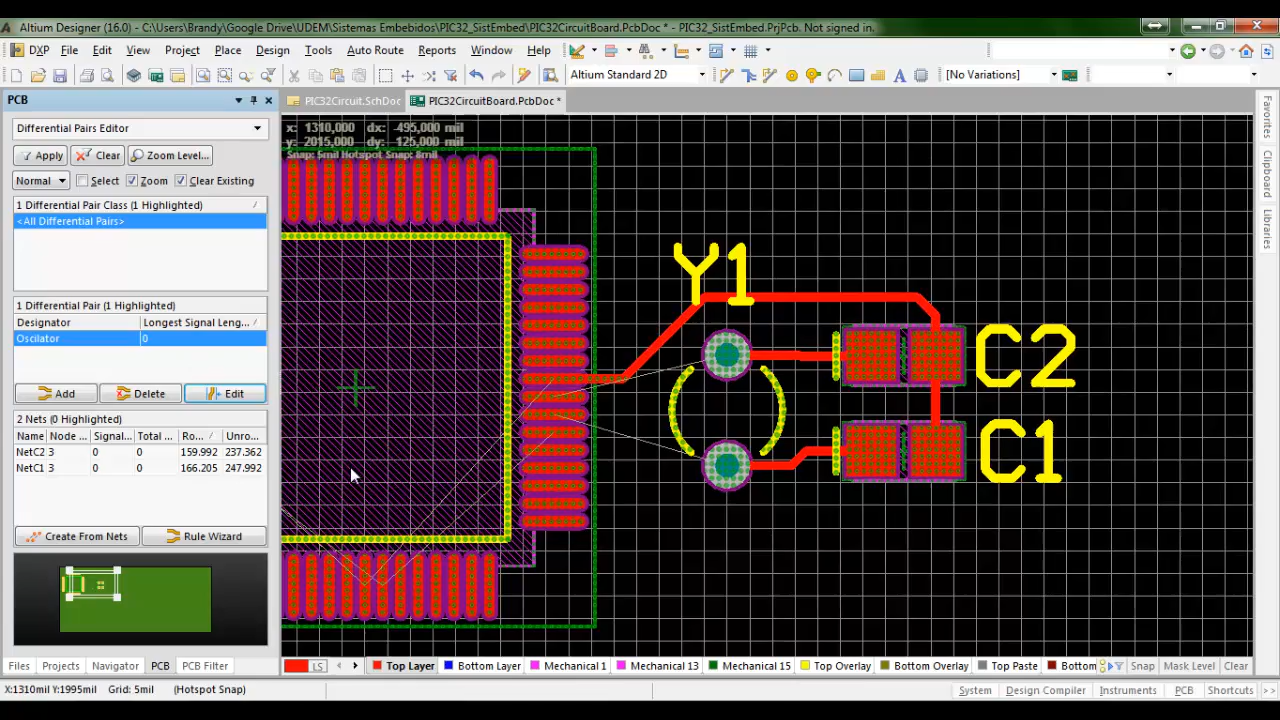 Altium Designer (16.0) - C:\Users\Brandy\Google Drive\UDEM\Sistemas Embebidos\PIC32_SistEmbed\PIC32CircuitBoard.PcbDoc * - PIC32_SistEmbed.PrjPcb. Not signed in.
DXP File Edit View Project Place Design Tools Auto Route Reports Window Help
Altium Standard 2D [No Variations]
PCB
PIC32Circuit.SchDoc PIC32CircuitBoard.PcbDoc *
Differential Pairs Editor
Apply Clear Zoom Level...
Normal Select Zoom Clear Existing
1 Differential Pair Class (1 Highlighted)
<All Differential Pairs>
1 Differential Pair (1 Highlighted)
Designator Longest Signal Leng...
Oscilator 0
Add Delete Edit
2 Nets (0 Highlighted)
Name Node ... Signal... Total ... Ro... Unro...
NetC2 3 0 0 159.992 237.362
NetC1 3 0 0 166.205 247.992
Create From Nets Rule Wizard
Files Projects Navigator PCB PCB Filter
x: 1310,000 dx: -495,000 mil
y: 2015,000 dy: 125,000 mil
Snap: 5mil Hotspot Snap: 8mil
Y1
C2
C1
Favorites
Clipboard
Libraries
LS Top Layer Bottom Layer Mechanical 1 Mechanical 13 Mechanical 15 Top Overlay Bottom Overlay Top Paste Bottom Snap Mask Level Clear
X:1310mil Y:1995mil Grid: 5mil (Hotspot Snap) System Design Compiler Instruments PCB Shortcuts >>